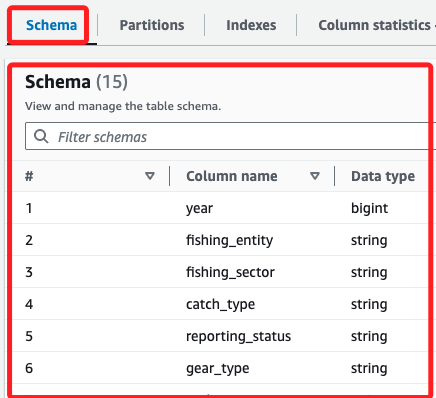 Schema Partitions Indexes Column statistics
Schema (15)
View and manage the table schema.
Filter schemas
# Column name Data type
1 year bigint
2 fishing_entity string
3 fishing_sector string
4 catch_type string
5 reporting_status string
6 gear_type string